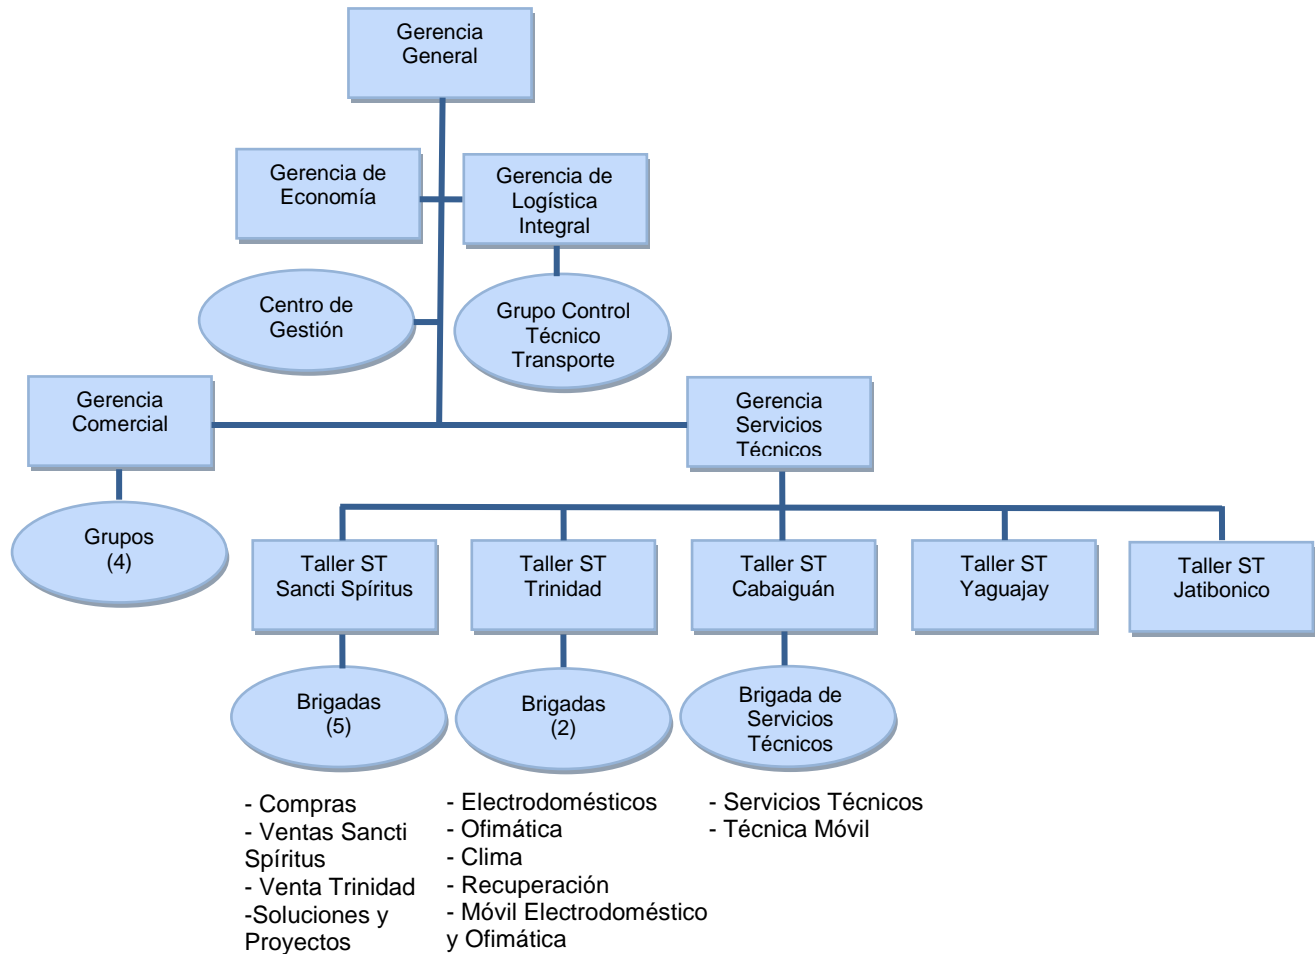 Gerencia
General
Gerencia de
Economía
Gerencia de
Logística
Integral
Centro de
Gestión
Grupo Control
Técnico
Transporte
Gerencia
Comercial
Gerencia
Servicios
Técnicos
Grupos
(4)
Taller ST
Sancti Spíritus
Taller ST
Trinidad
Taller ST
Cabaiguán
Taller ST
Yaguajay
Taller ST
Jatibonico
Brigadas
(5)
Brigadas
(2)
Brigada de
Servicios
Técnicos
- Compras
- Ventas Sancti
Spíritus
- Venta Trinidad
-Soluciones y
Proyectos
- Electrodomésticos
- Ofimática
- Clima
- Recuperación
- Móvil Electrodoméstico
y Ofimática
- Servicios Técnicos
- Técnica Móvil